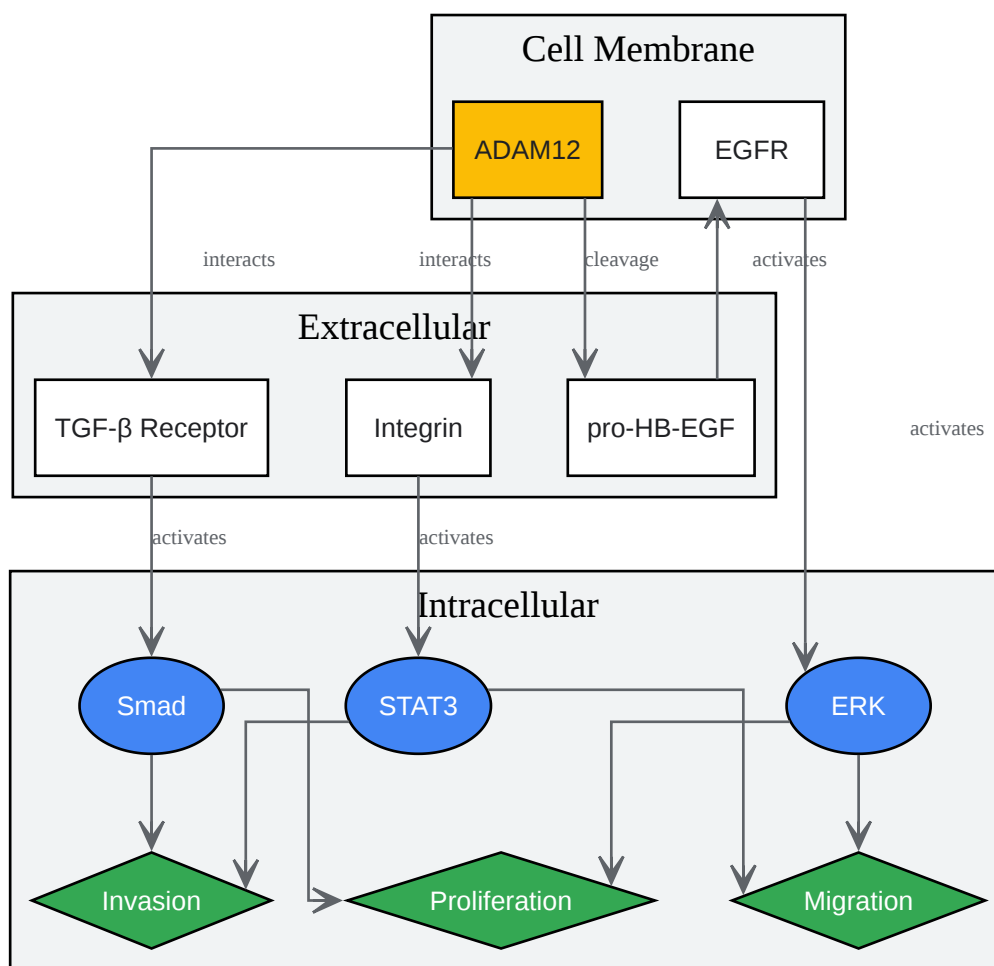 Cell Membrane
ADAM12
EGFR
interacts
interacts
cleavage
activates
Extracellular
TGF-β Receptor
Integrin
pro-HB-EGF
activates
activates
activates
Intracellular
Smad
STAT3
ERK
Invasion
Proliferation
Migration